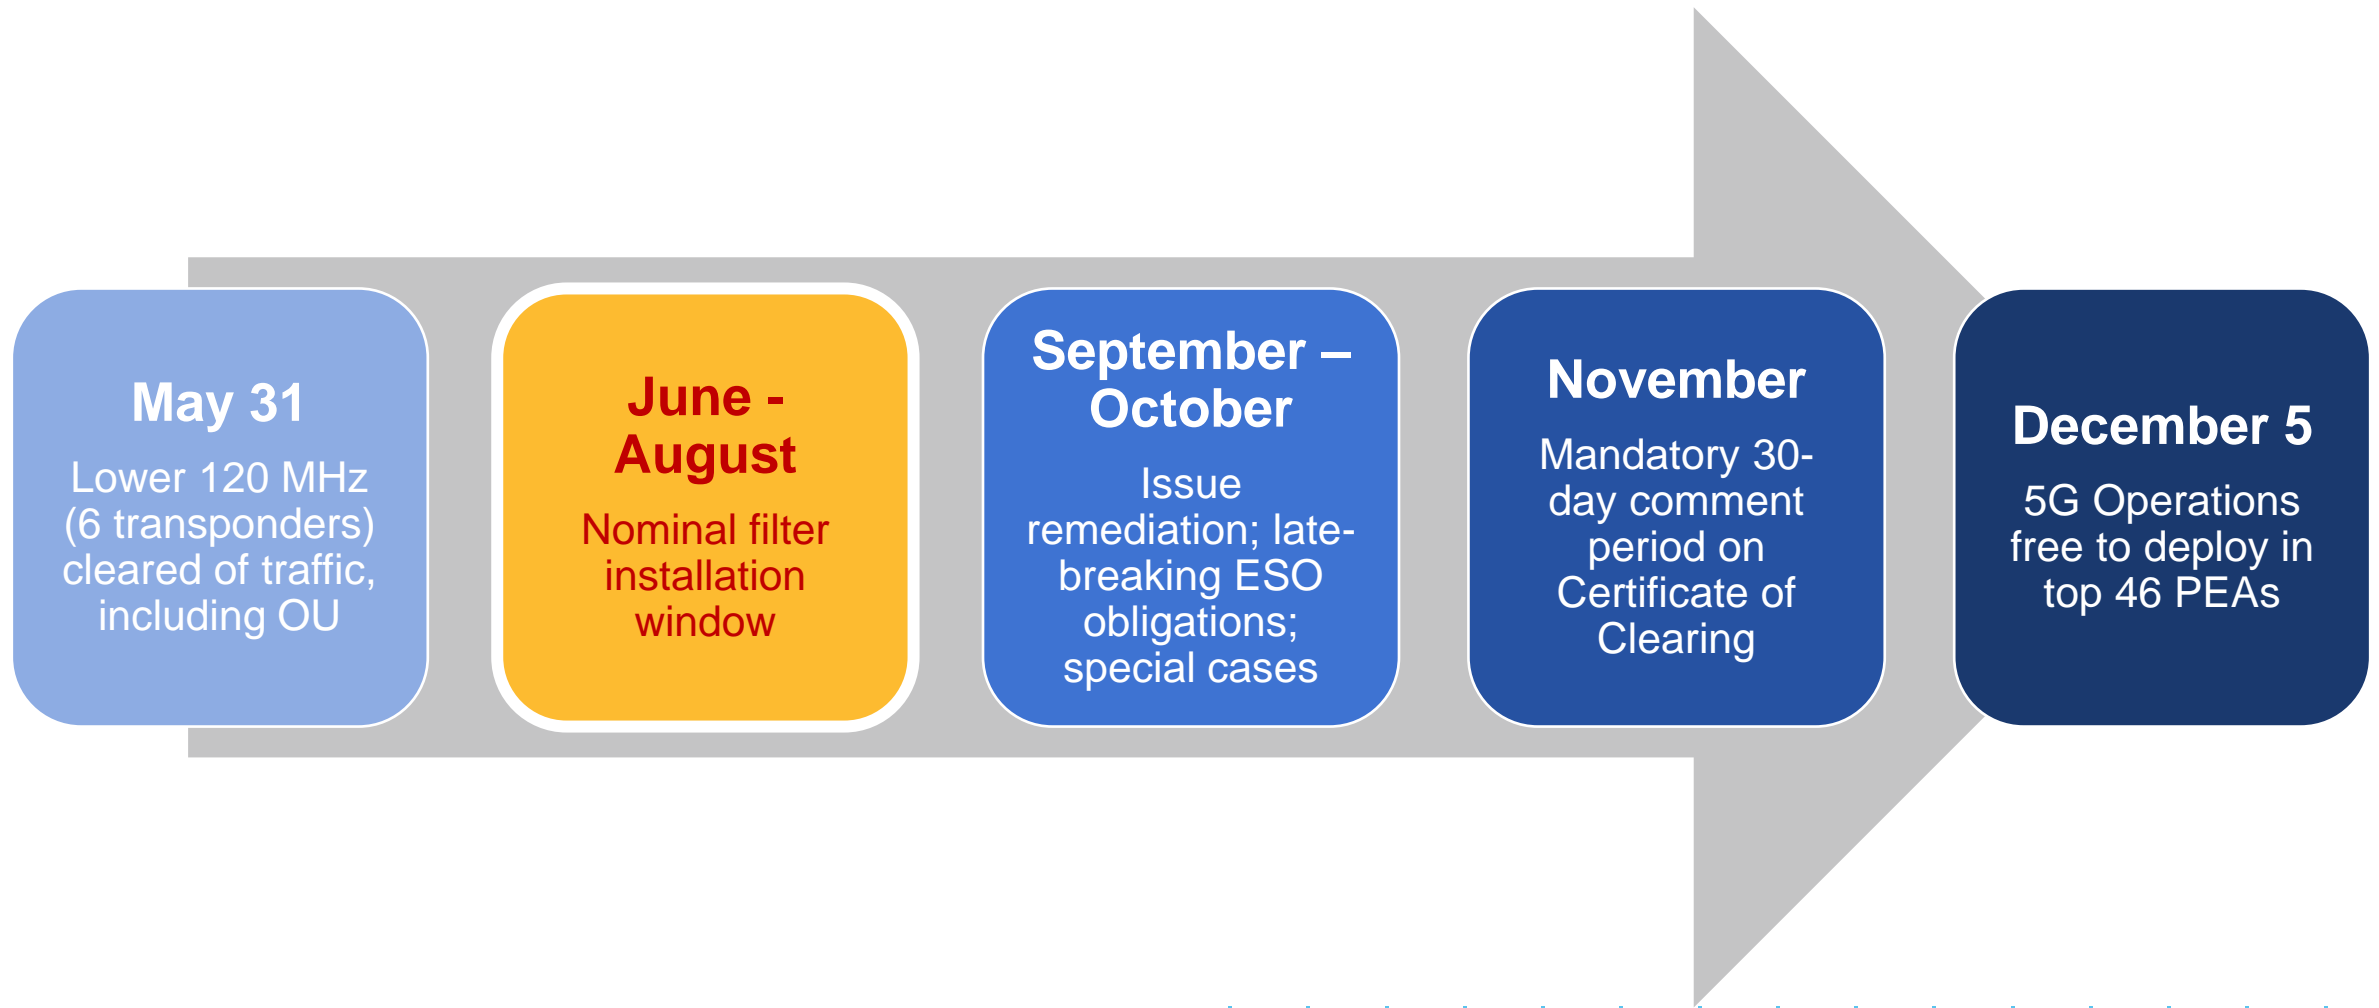 May 31
Lower 120 MHz
(6 transponders)
cleared of traffic,
including OU
June -
August
Nominal filter
installation
window
September –
October
Issue
remediation; late-
breaking ESO
obligations;
special cases
November
Mandatory 30-
day comment
period on
Certificate of
Clearing
December 5
5G Operations
free to deploy in
top 46 PEAs